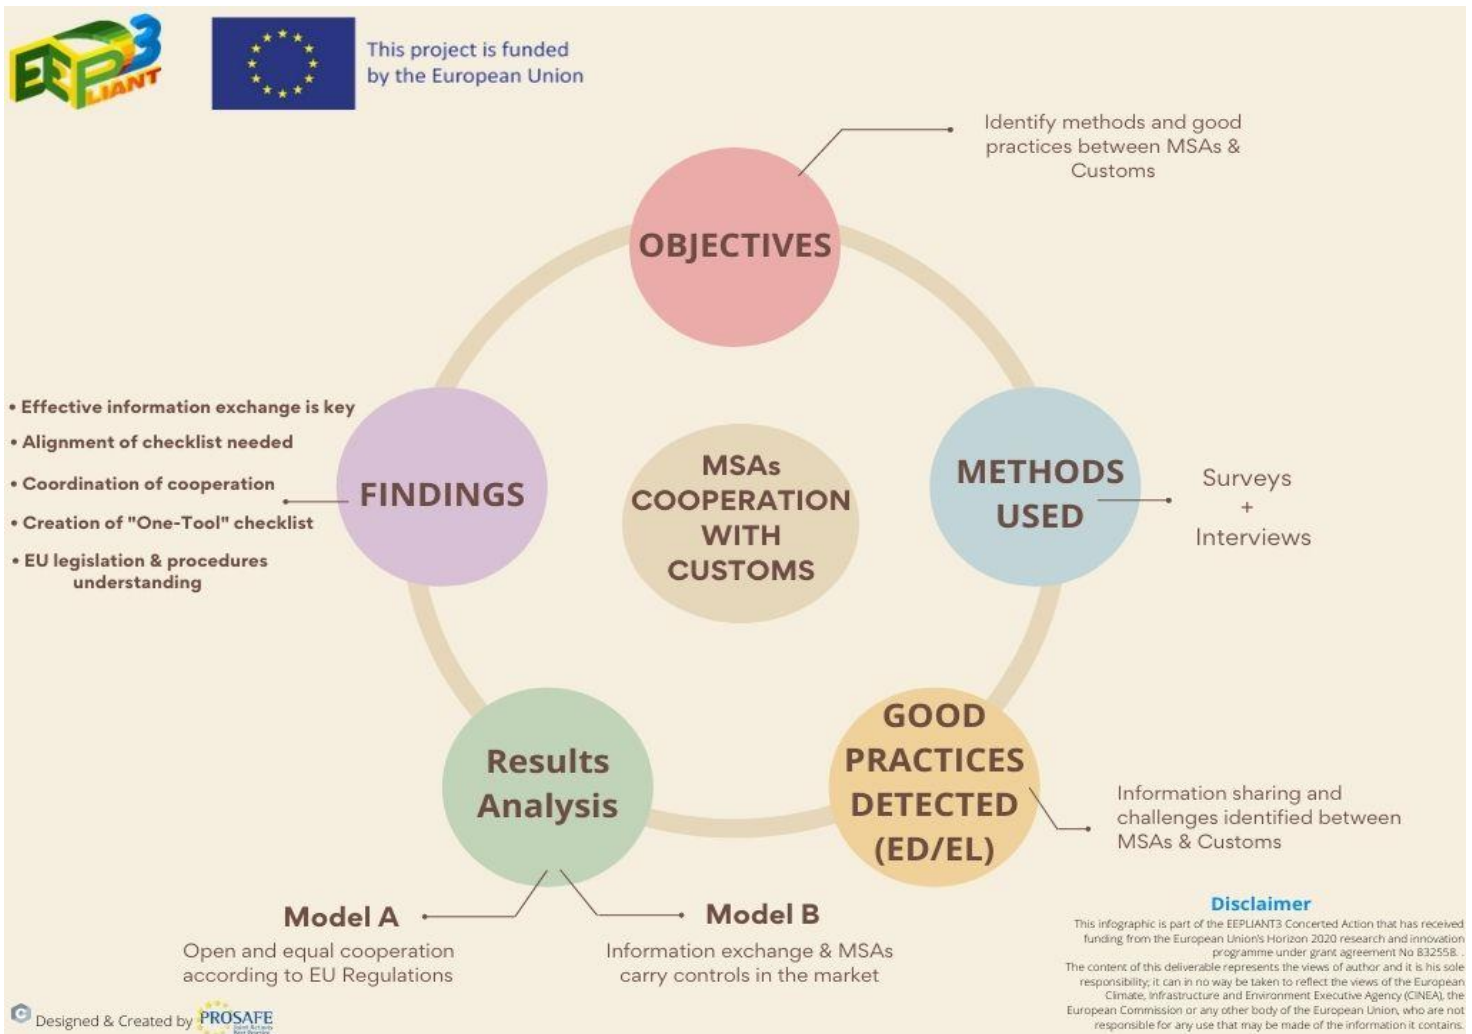 EEP3
LIANT
This project is funded
by the European Union
Identify methods and good
practices between MSAs &
Customs
OBJECTIVES
METHODS
USED
Surveys
+
Interviews
GOOD
PRACTICES
DETECTED
(ED/EL)
Information sharing and
challenges identified between
MSAs & Customs
Results
Analysis
Model A
Open and equal cooperation
according to EU Regulations
Model B
Information exchange & MSAs
carry controls in the market
FINDINGS
• Effective information exchange is key
• Alignment of checklist needed
• Coordination of cooperation
• Creation of "One-Tool" checklist
• EU legislation & procedures
understanding
MSAs
COOPERATION
WITH
CUSTOMS
Disclaimer
This infographic is part of the EEPLIANT3 Concerted Action that has received
funding from the European Union's Horizon 2020 research and innovation
programme under grant agreement No 832558. .
The content of this deliverable represents the views of author and it is his sole
responsibility; it can in no way be taken to reflect the views of the European
Climate, Infrastructure and Environment Executive Agency (CINEA), the
European Commission or any other body of the European Union, who are not
responsible for any use that may be made of the information it contains.
Designed & Created by PROSAFE